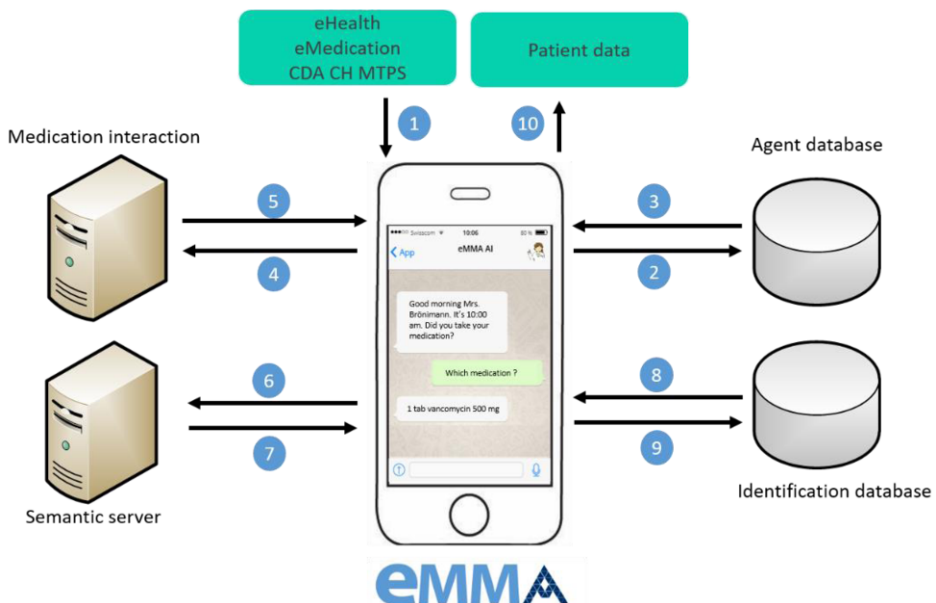 eHealth
eMedication
CDA CH MTPS
Patient data
1
10
Medication interaction
Agent database
5
3
4
2
Swisscom
10:06
80 %
App
eMMA AI
Good morning Mrs.
Brönimann. It's 10:00
am. Did you take your
medication?
Which medication ?
1 tab vancomycin 500 mg
6
8
7
9
Semantic server
Identification database
eMMA